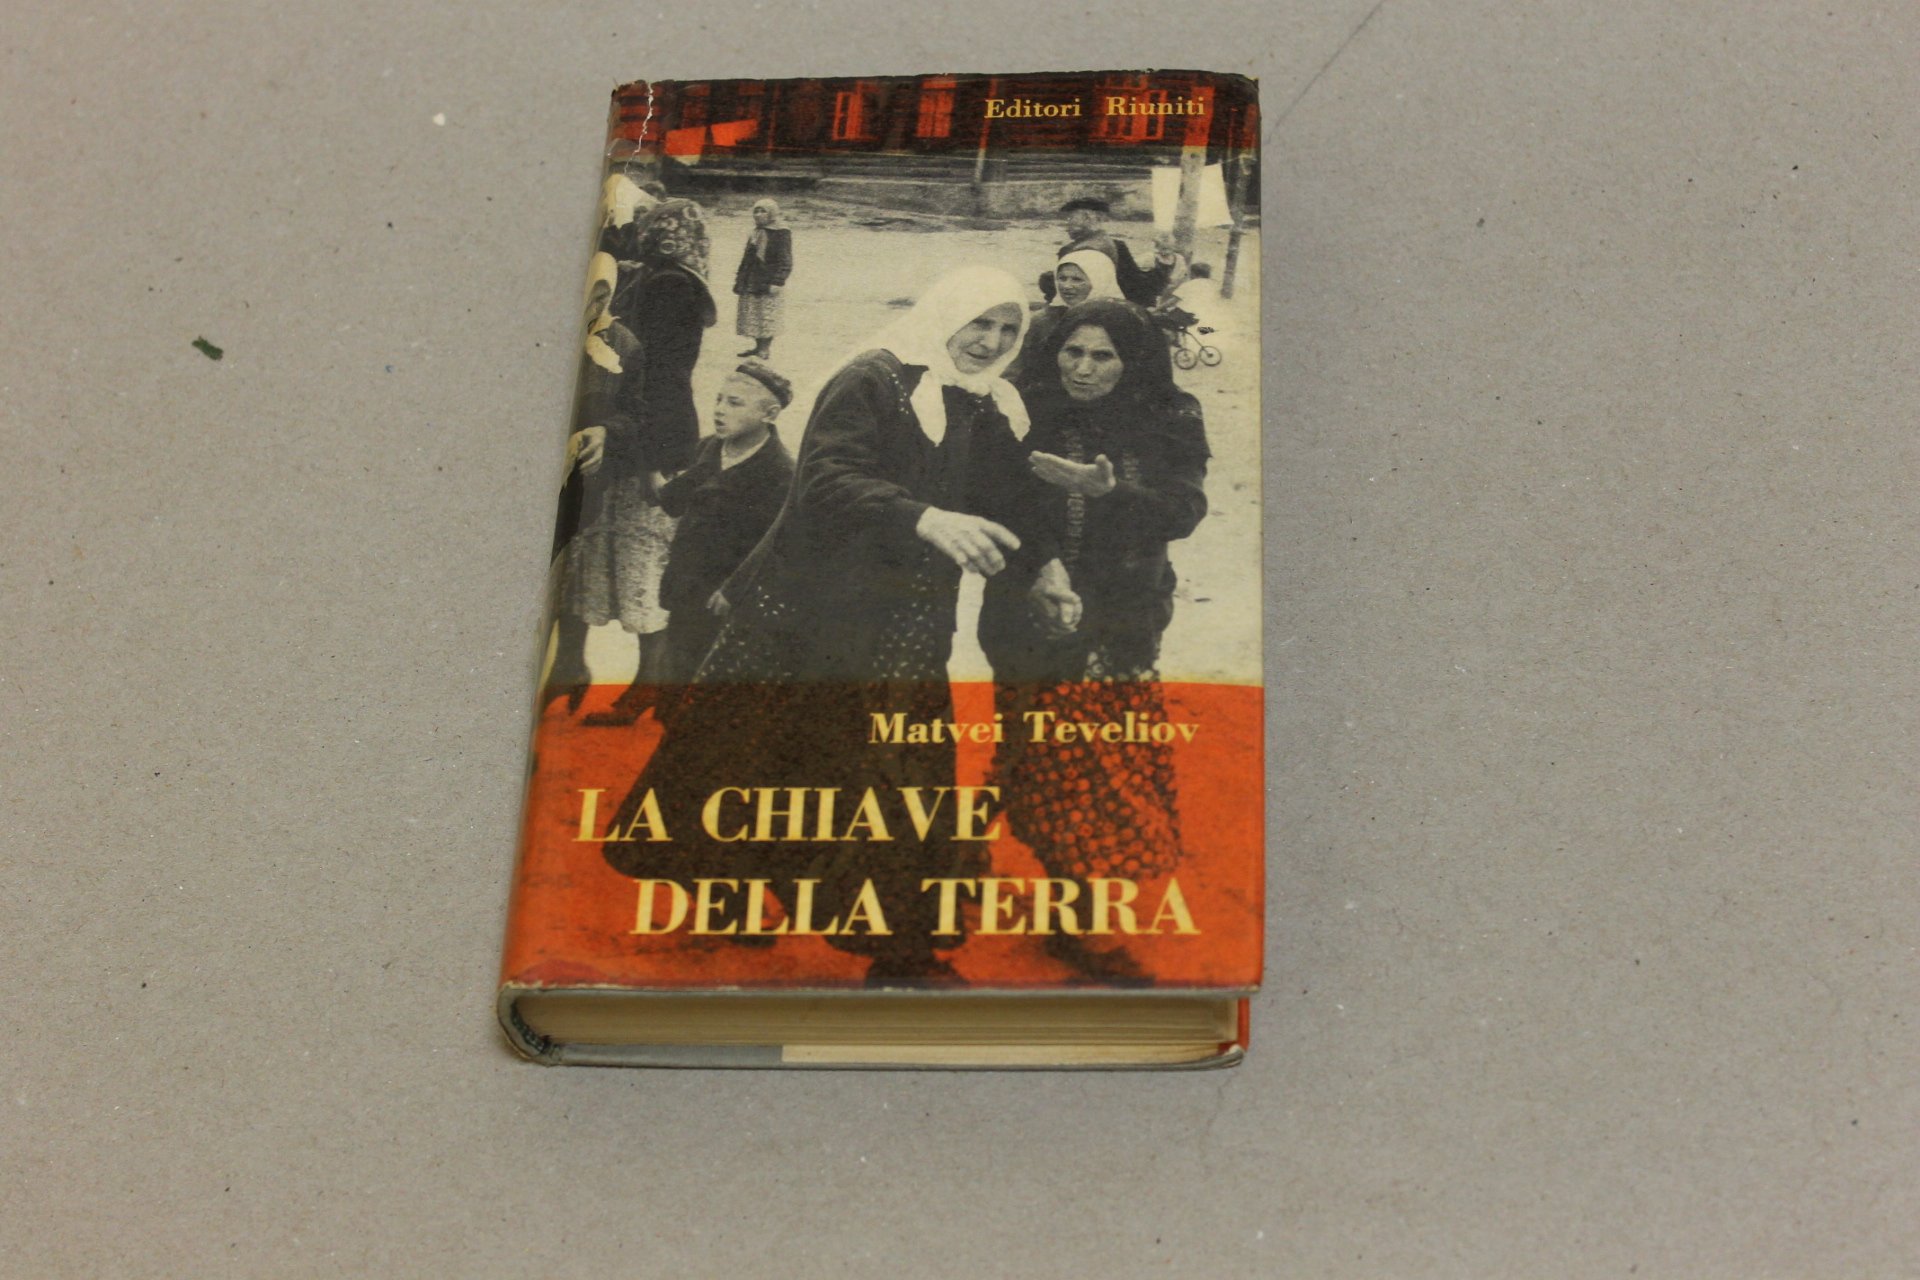 Editori Riuniti
Matvei Teveliov
LA CHIAVE
DELLA TERRA